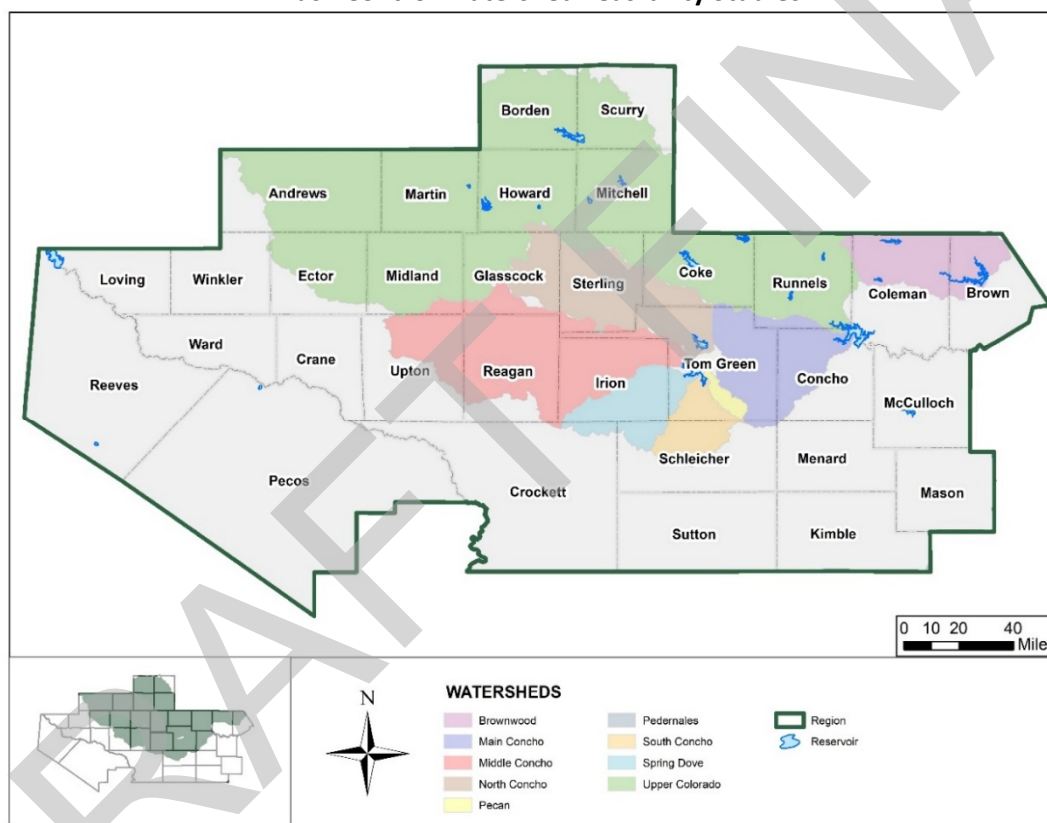 Borden
Scurry
Andrews
Martin
Howard
Mitchell
Loving
Winkler
Ector
Midland
Glasscock
Sterling
Coke
Runnels
Coleman
Brown
Ward
Crane
Upton
Reagan
Irion
Tom Green
Concho
McCulloch
Reeves
Pecos
Crockett
Schleicher
Menard
Mason
Sutton
Kimble
0 10 20 40
Mile
N
WATERSHEDS
Brownwood
Main Concho
Middle Concho
North Concho
Pecan
Pedernales
South Concho
Spring Dove
Upper Colorado
Region
Reservoir